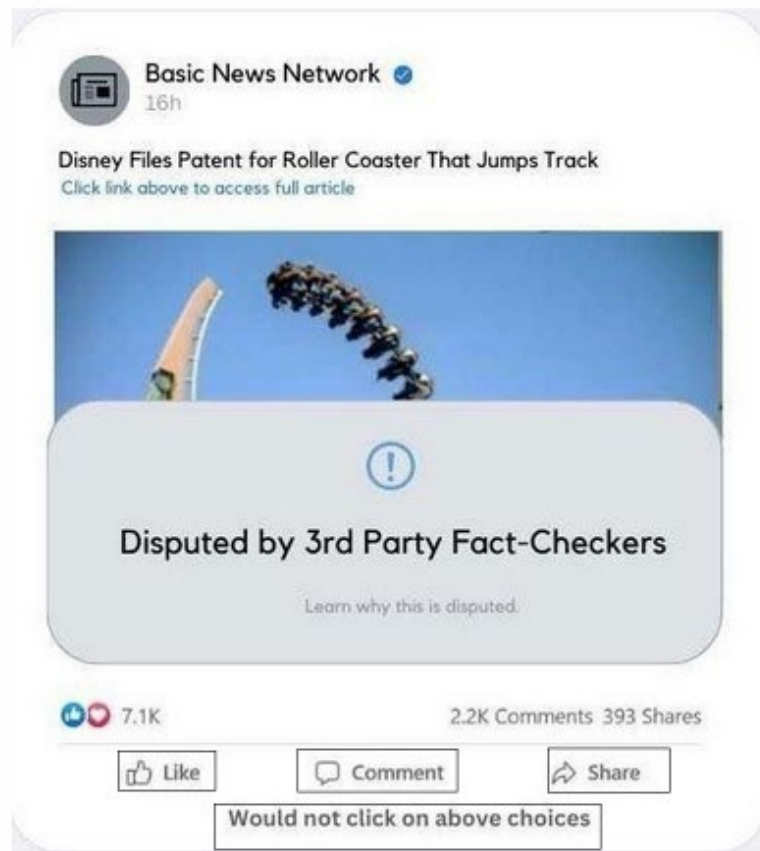 Basic News Network
16h
Disney Files Patent for Roller Coaster That Jumps Track
Click link above to access full article
Disputed by 3rd Party Fact-Checkers
Learn why this is disputed.
7.1K
2.2K Comments 393 Shares
Like
Comment
Share
Would not click on above choices